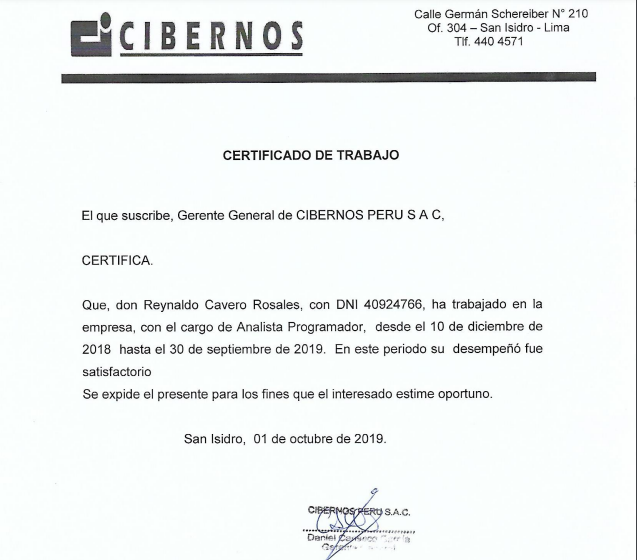 CIBERNOS
Calle Germán Schereiber N° 210
Of. 304 – San Isidro - Lima
Tlf. 440 4571
CERTIFICADO DE TRABAJO
El que suscribe, Gerente General de CIBERNOS PERU S A C,
CERTIFICA.
Que, don Reynaldo Cavero Rosales, con DNI 40924766, ha trabajado en la
empresa, con el cargo de Analista Programador, desde el 10 de diciembre de
2018 hasta el 30 de septiembre de 2019. En este periodo su desempeñó fue
satisfactorio
Se expide el presente para los fines que el interesado estime oportuno.
San Isidro, 01 de octubre de 2019.
CIBERNOS PERU S.A.C.
Daniel